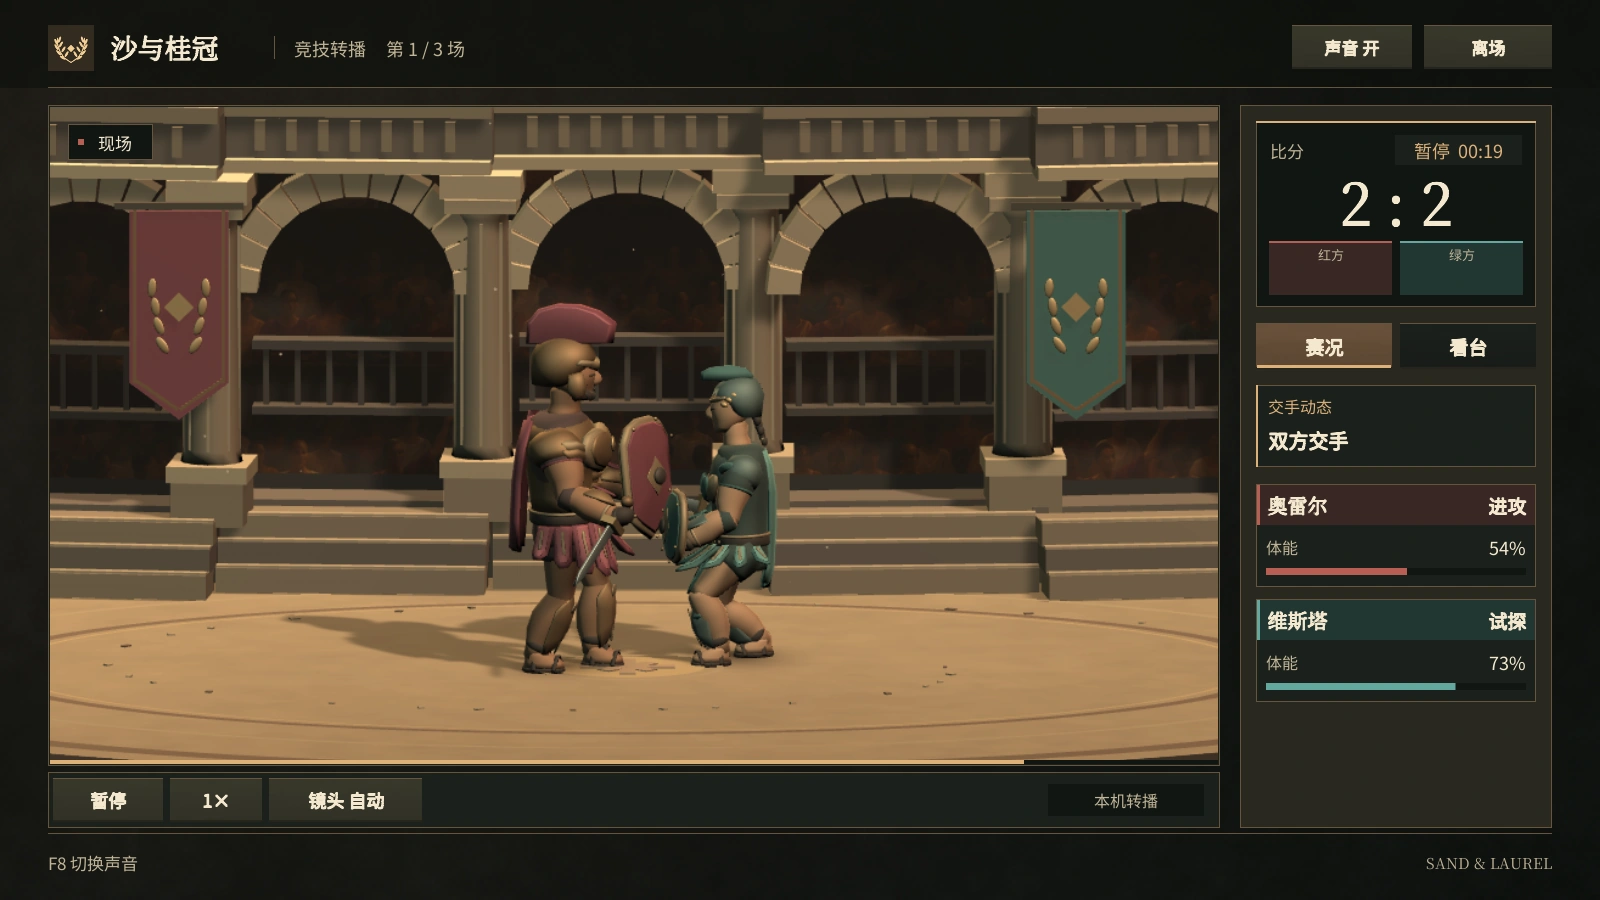 沙与桂冠
竞技转播 第 1 / 3 场
声音 开
离场
现场
比分
暂停 00:19
2 : 2
红方
绿方
赛况
看台
交手动态
双方交手
奥雷尔 进攻
体能 54%
维斯塔 试探
体能 73%
暂停
1×
镜头 自动
本机转播
F8 切换声音
SAND & LAUREL